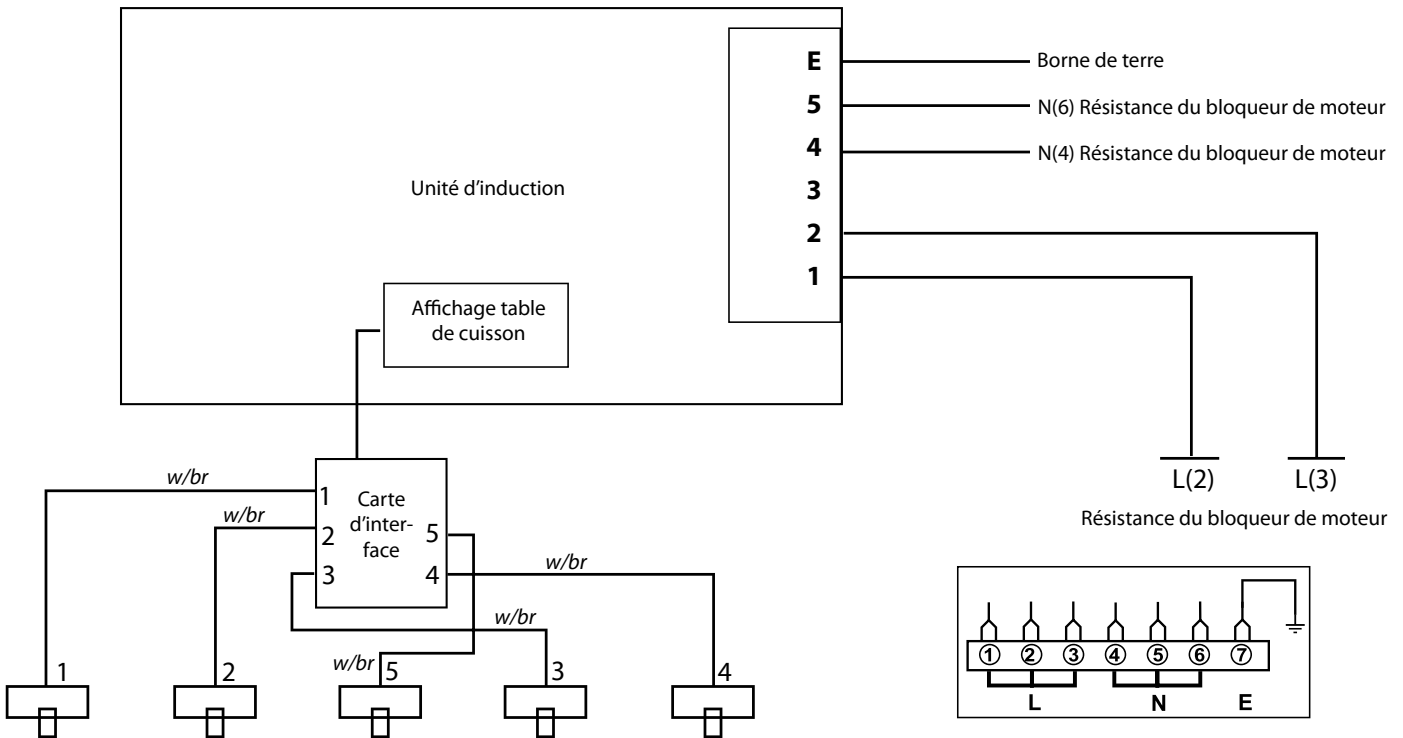 E
Borne de terre
5
N(6) Résistance du bloqueur de moteur
4
N(4) Résistance du bloqueur de moteur
Unité d’induction
3
2
1
Affichage table
de cuisson
L(2)
L(3)
Résistance du bloqueur de moteur
w/br
1
Carte
d’inter-
face
w/br
2
5
3
4
w/br
w/br
w/br
1
2
5
3
4
1 2 3 4 5 6 7
L N E